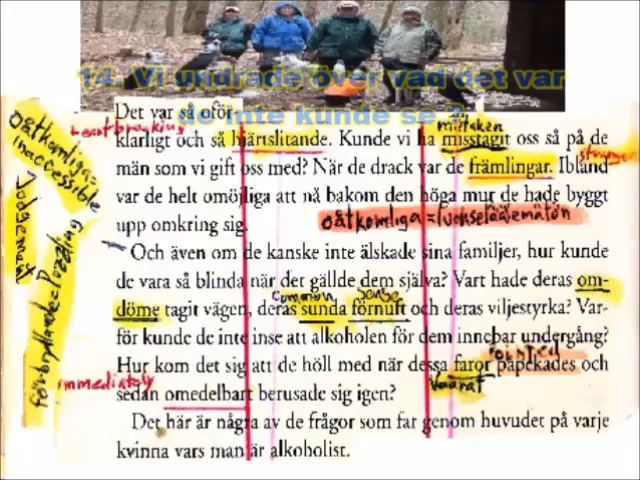 14. Vi undrade över vad det var
de inte kunde se ?
Det var så oför-
klarligt och så hjärtslitande. Kunde vi ha misstagit oss så på de
män som vi gift oss med? När de drack var de främlingar. Ibland
var de helt omöjliga att nå bakom den höga mur de hade byggt
upp omkring sig.
Och även om de kanske inte älskade sina familjer, hur kunde
de vara så blinda när det gällde dem själva? Vart hade deras om-
döme tagit vägen, deras sunda förnuft och deras viljestyrka? Var-
för kunde de inte inse att alkoholen för dem innebar undergång?
Hur kom det sig att de höll med när dessa faror påpekades och
sedan omedelbart berusade sig igen?
Det här är några av de frågor som far genom huvudet på varje
kvinna vars man är alkoholist.
oåtkomliga=
inaccessible
Judgement
förbryllande=Puzzling
heartbreaking
mistaken
stranger
common sense
pointed
immediately